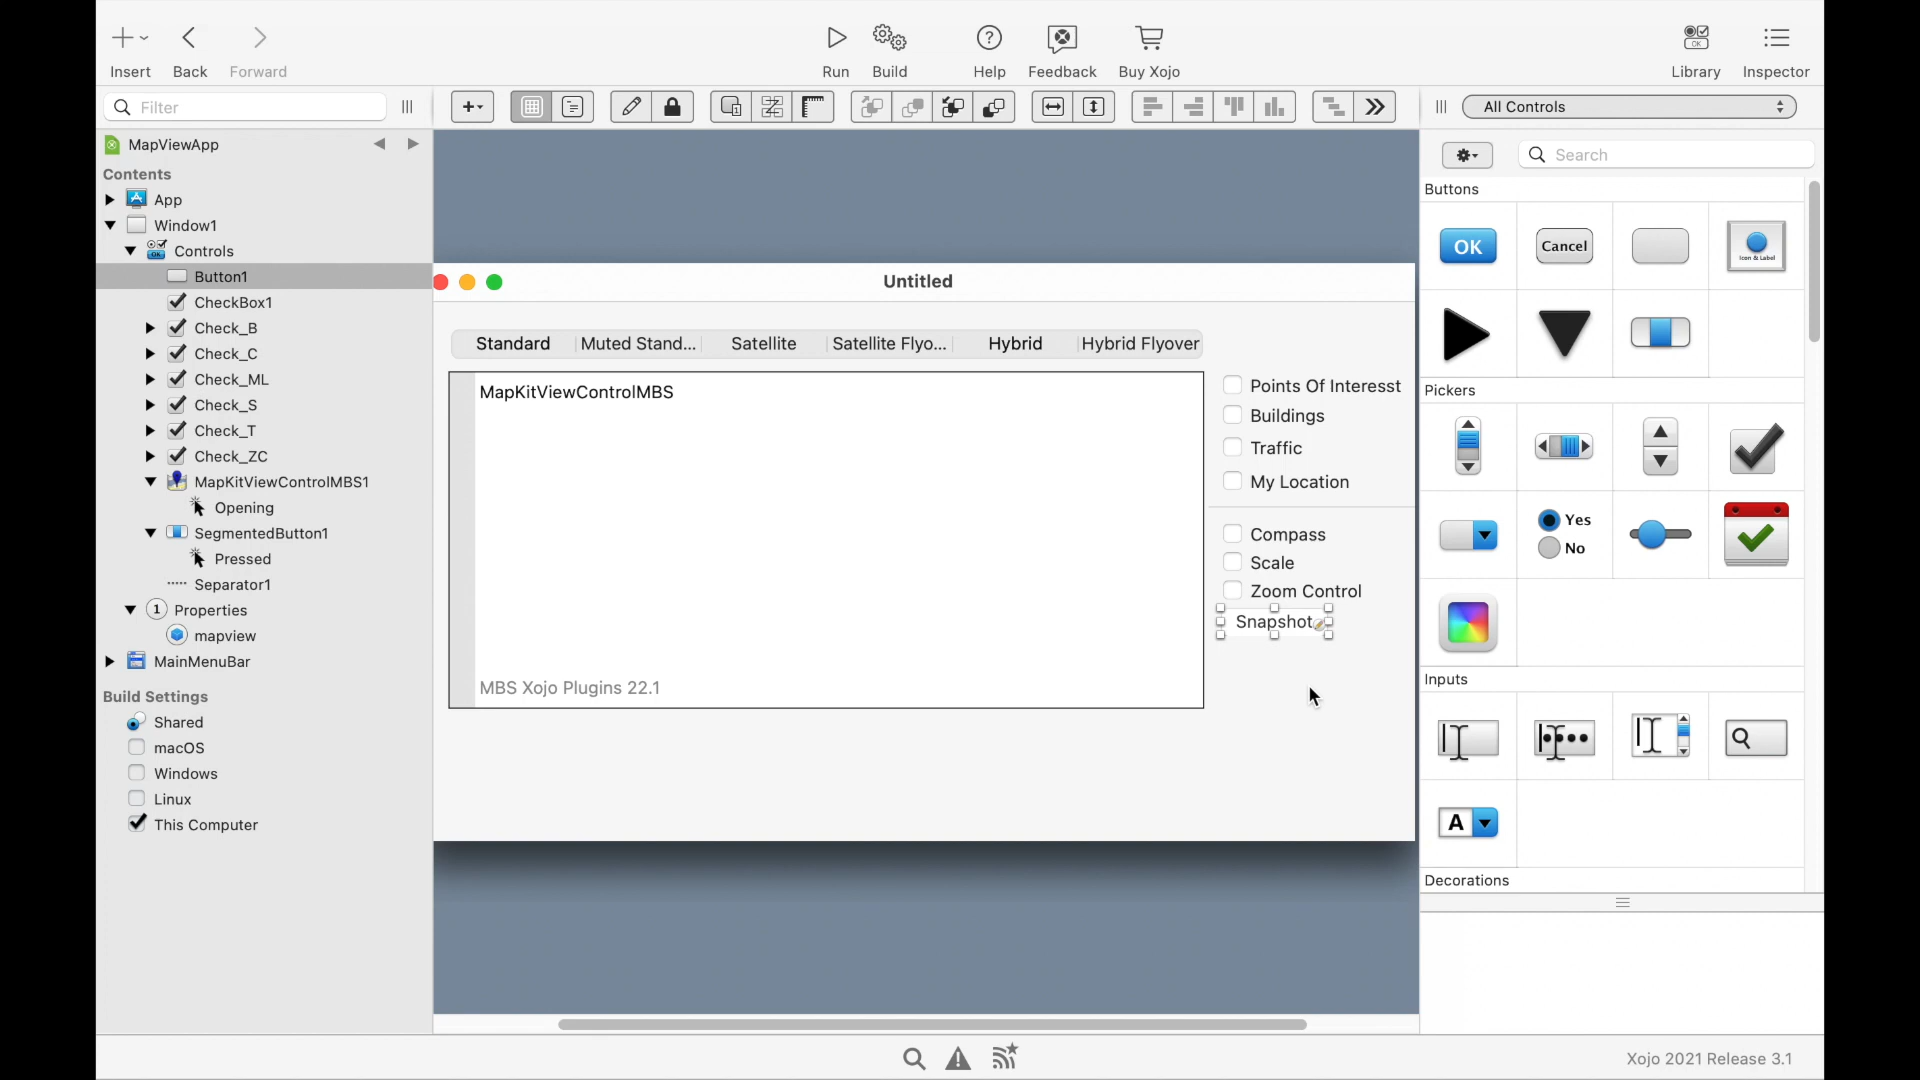 Insert
Back
Forward
Run
Build
Help
Feedback
Buy Xojo
Library
Inspector
Filter
All Controls
MapViewApp
Contents
App
Window1
Controls
Button1
CheckBox1
Check_B
Check_C
Check_ML
Check_S
Check_T
Check_ZC
MapKitViewControlMBS1
Opening
SegmentedButton1
Pressed
Separator1
1 Properties
mapview
MainMenuBar
Build Settings
Shared
macOS
Windows
Linux
This Computer
Untitled
Standard
Muted Stand...
Satellite
Satellite Flyo...
Hybrid
Hybrid Flyover
MapKitViewControlMBS
MBS Xojo Plugins 22.1
Points Of Interesst
Buildings
Traffic
My Location
Compass
Scale
Zoom Control
Snapshot
Search
Buttons
OK
Cancel
Icon & Label
Pickers
Yes
No
Inputs
A
Decorations
Xojo 2021 Release 3.1